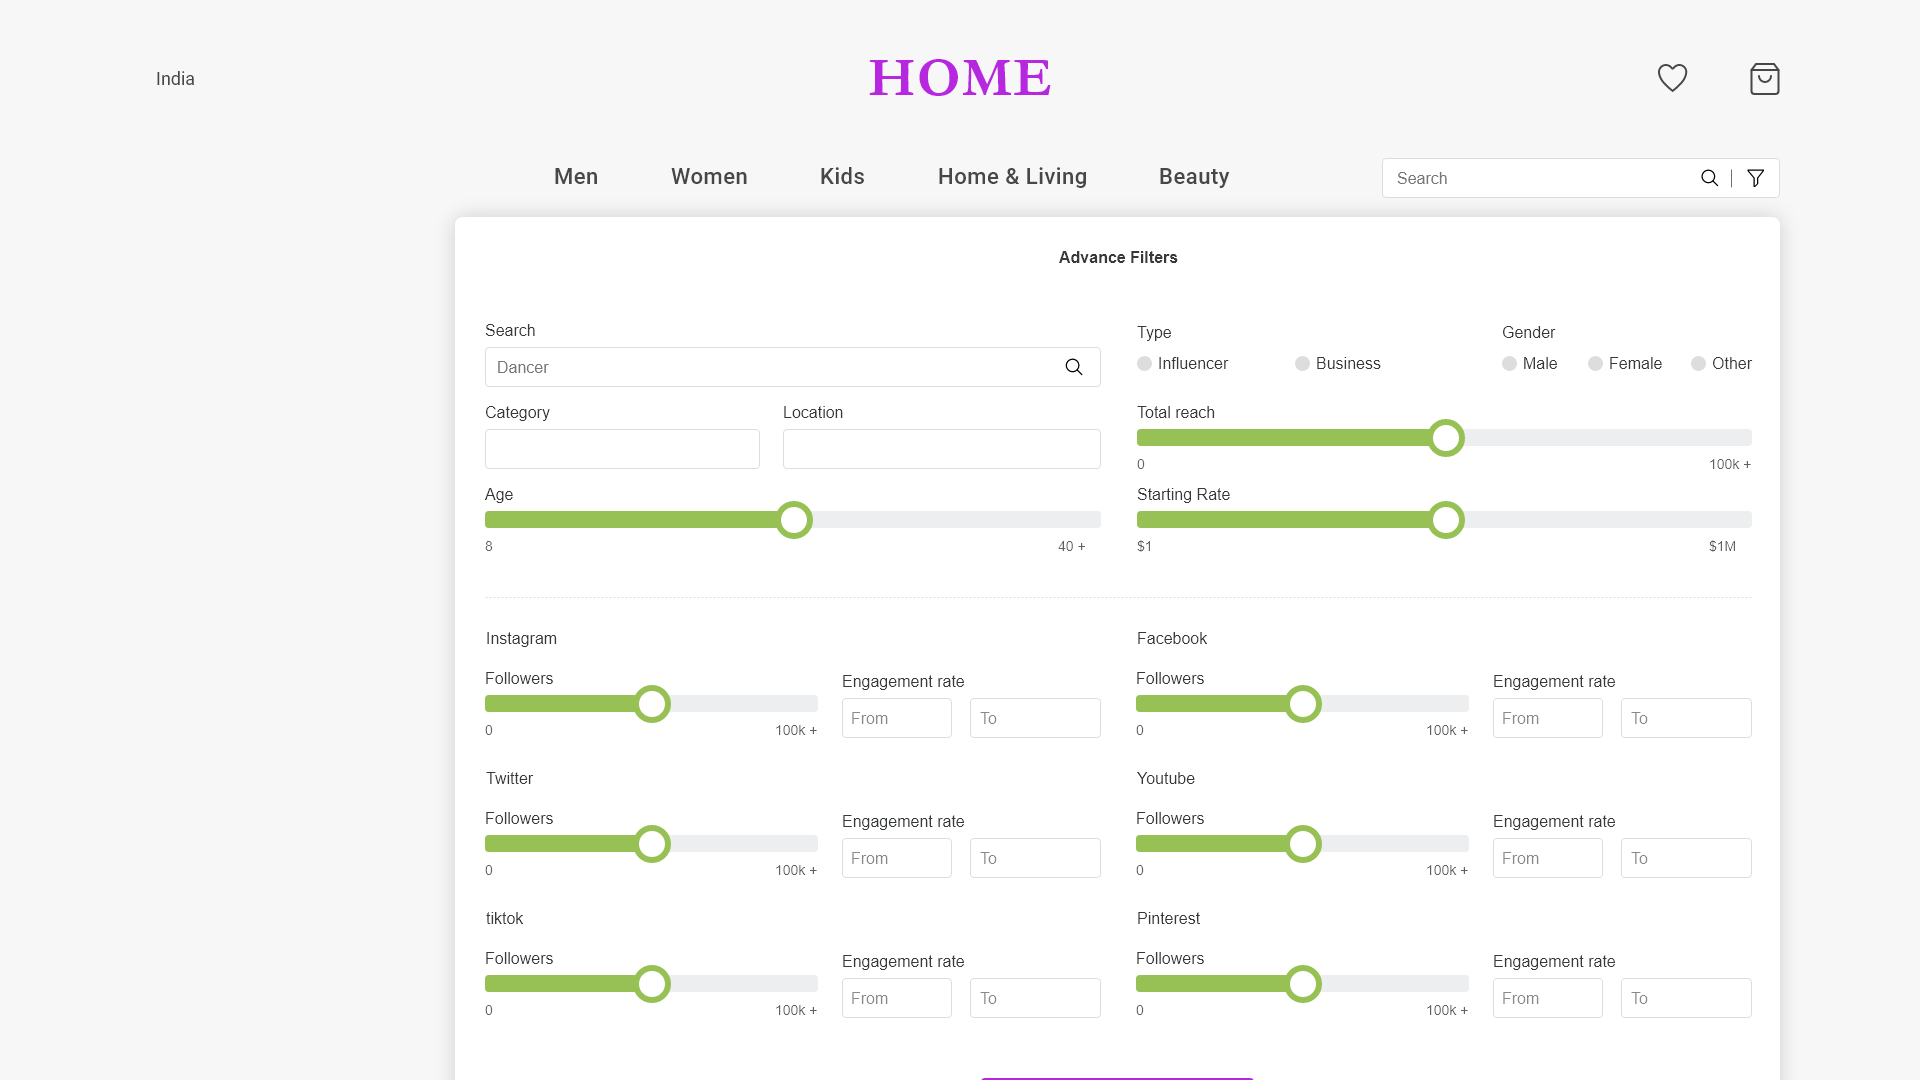 India
HOME
Men Women Kids Home & Living Beauty
Search
Advance Filters
Search
Dancer
Type
Influencer Business
Gender
Male Female Other
Category
Location
Total reach
0 100k +
Age
8 40 +
Starting Rate
$1 $1M
Instagram
Followers
0 100k +
Engagement rate
From To
Facebook
Followers
0 100k +
Engagement rate
From To
Twitter
Followers
0 100k +
Engagement rate
From To
Youtube
Followers
0 100k +
Engagement rate
From To
tiktok
Followers
0 100k +
Engagement rate
From To
Pinterest
Followers
0 100k +
Engagement rate
From To